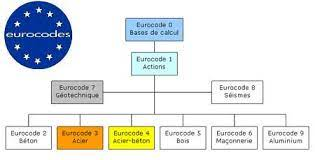 eurocodes
Eurocode 0
Bases de calcul
Eurocode 1
Actions
Eurocode 7
Géotechnique
Eurocode 8
Séismes
Eurocode 2
Béton
Eurocode 3
Acier
Eurocode 4
Acier-béton
Eurocode 5
Bois
Eurocode 6
Maçonnerie
Eurocode 9
Aluminium